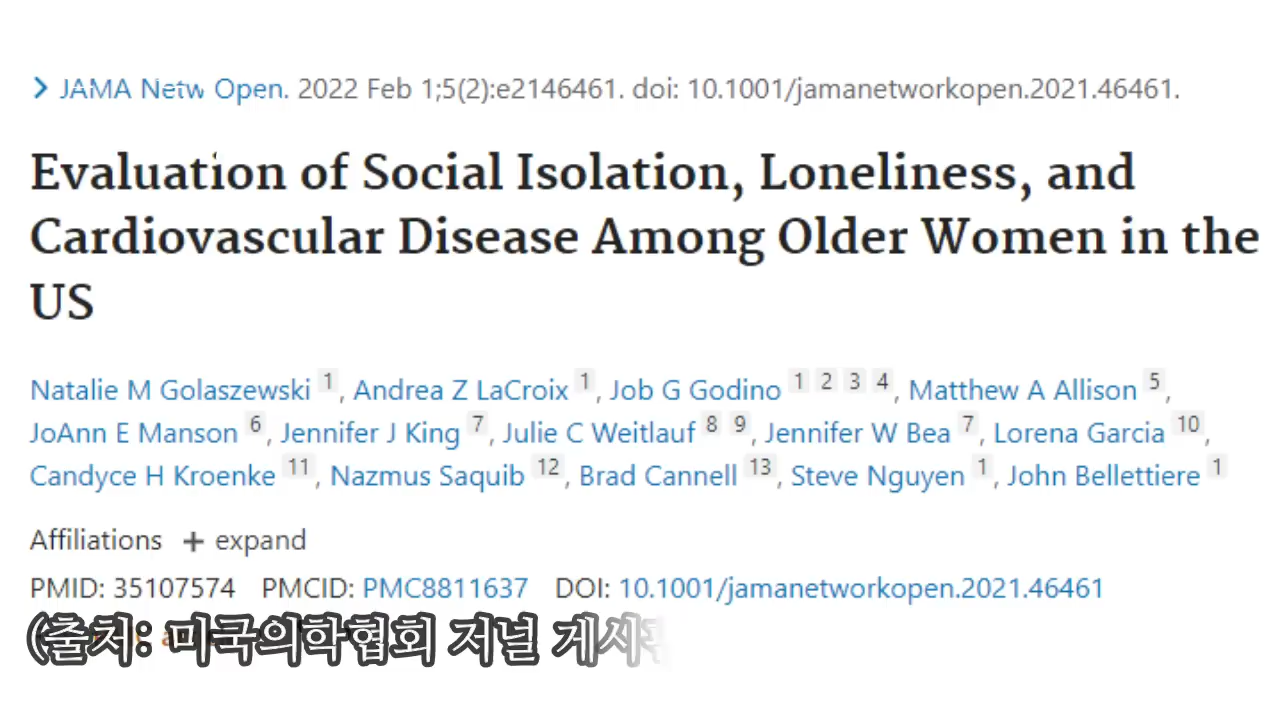 JAMA Netw Open. 2022 Feb 1;5(2):e2146461. doi: 10.1001/jamanetworkopen.2021.46461.
Evaluation of Social Isolation, Loneliness, and
Cardiovascular Disease Among Older Women in the
US
Natalie M Golaszewski 1, Andrea Z LaCroix 1, Job G Godino 1 2 3 4, Matthew A Allison 5,
JoAnn E Manson 6, Jennifer J King 7, Julie C Weitlauf 8 9, Jennifer W Bea 7, Lorena Garcia 10,
Candyce H Kroenke 11, Nazmus Saquib 12, Brad Cannell 13, Steve Nguyen 1, John Bellettiere 1
Affiliations + expand
PMID: 35107574 PMCID: PMC8811637 DOI: 10.1001/jamanetworkopen.2021.46461
(출처: 미국의학협회 저널 게시